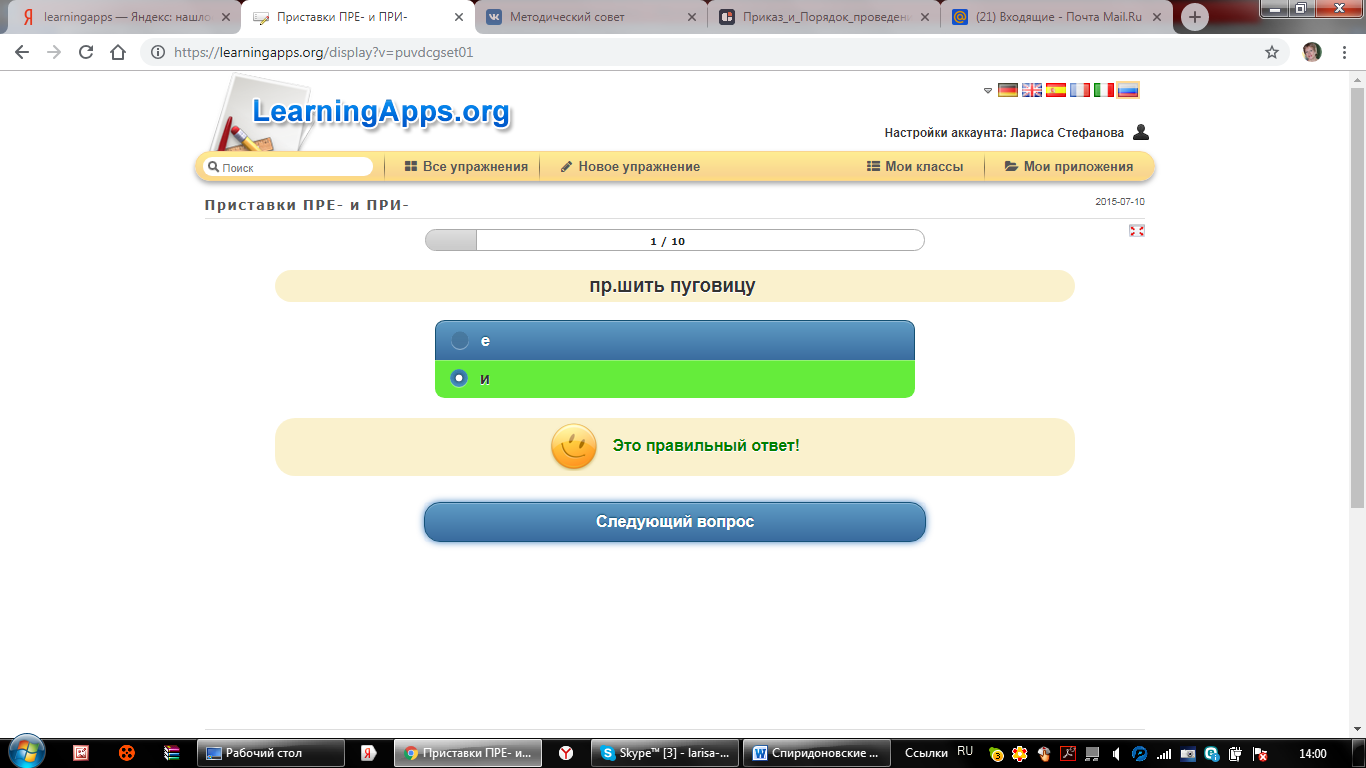 learningapps — Яндекс: нашло
Приставки ПРЕ- и ПРИ-
Методический совет
Приказ_и_Порядок_проведени
(21) Входящие - Почта Mail.Ru
https://learningapps.org/display?v=puvdcgset01
LearningApps.org
Настройки аккаунта: Лариса Стефанова
Поиск
Все упражнения
Новое упражнение
Мои классы
Мои приложения
Приставки ПРЕ- и ПРИ-
2015-07-10
1 / 10
пр.шить пуговицу
е
и
Это правильный ответ!
Следующий вопрос
Рабочий стол
Приставки ПРЕ- и...
Skype™ [3] - larisa-...
Спиридоновские ...
Ссылки
RU
14:00